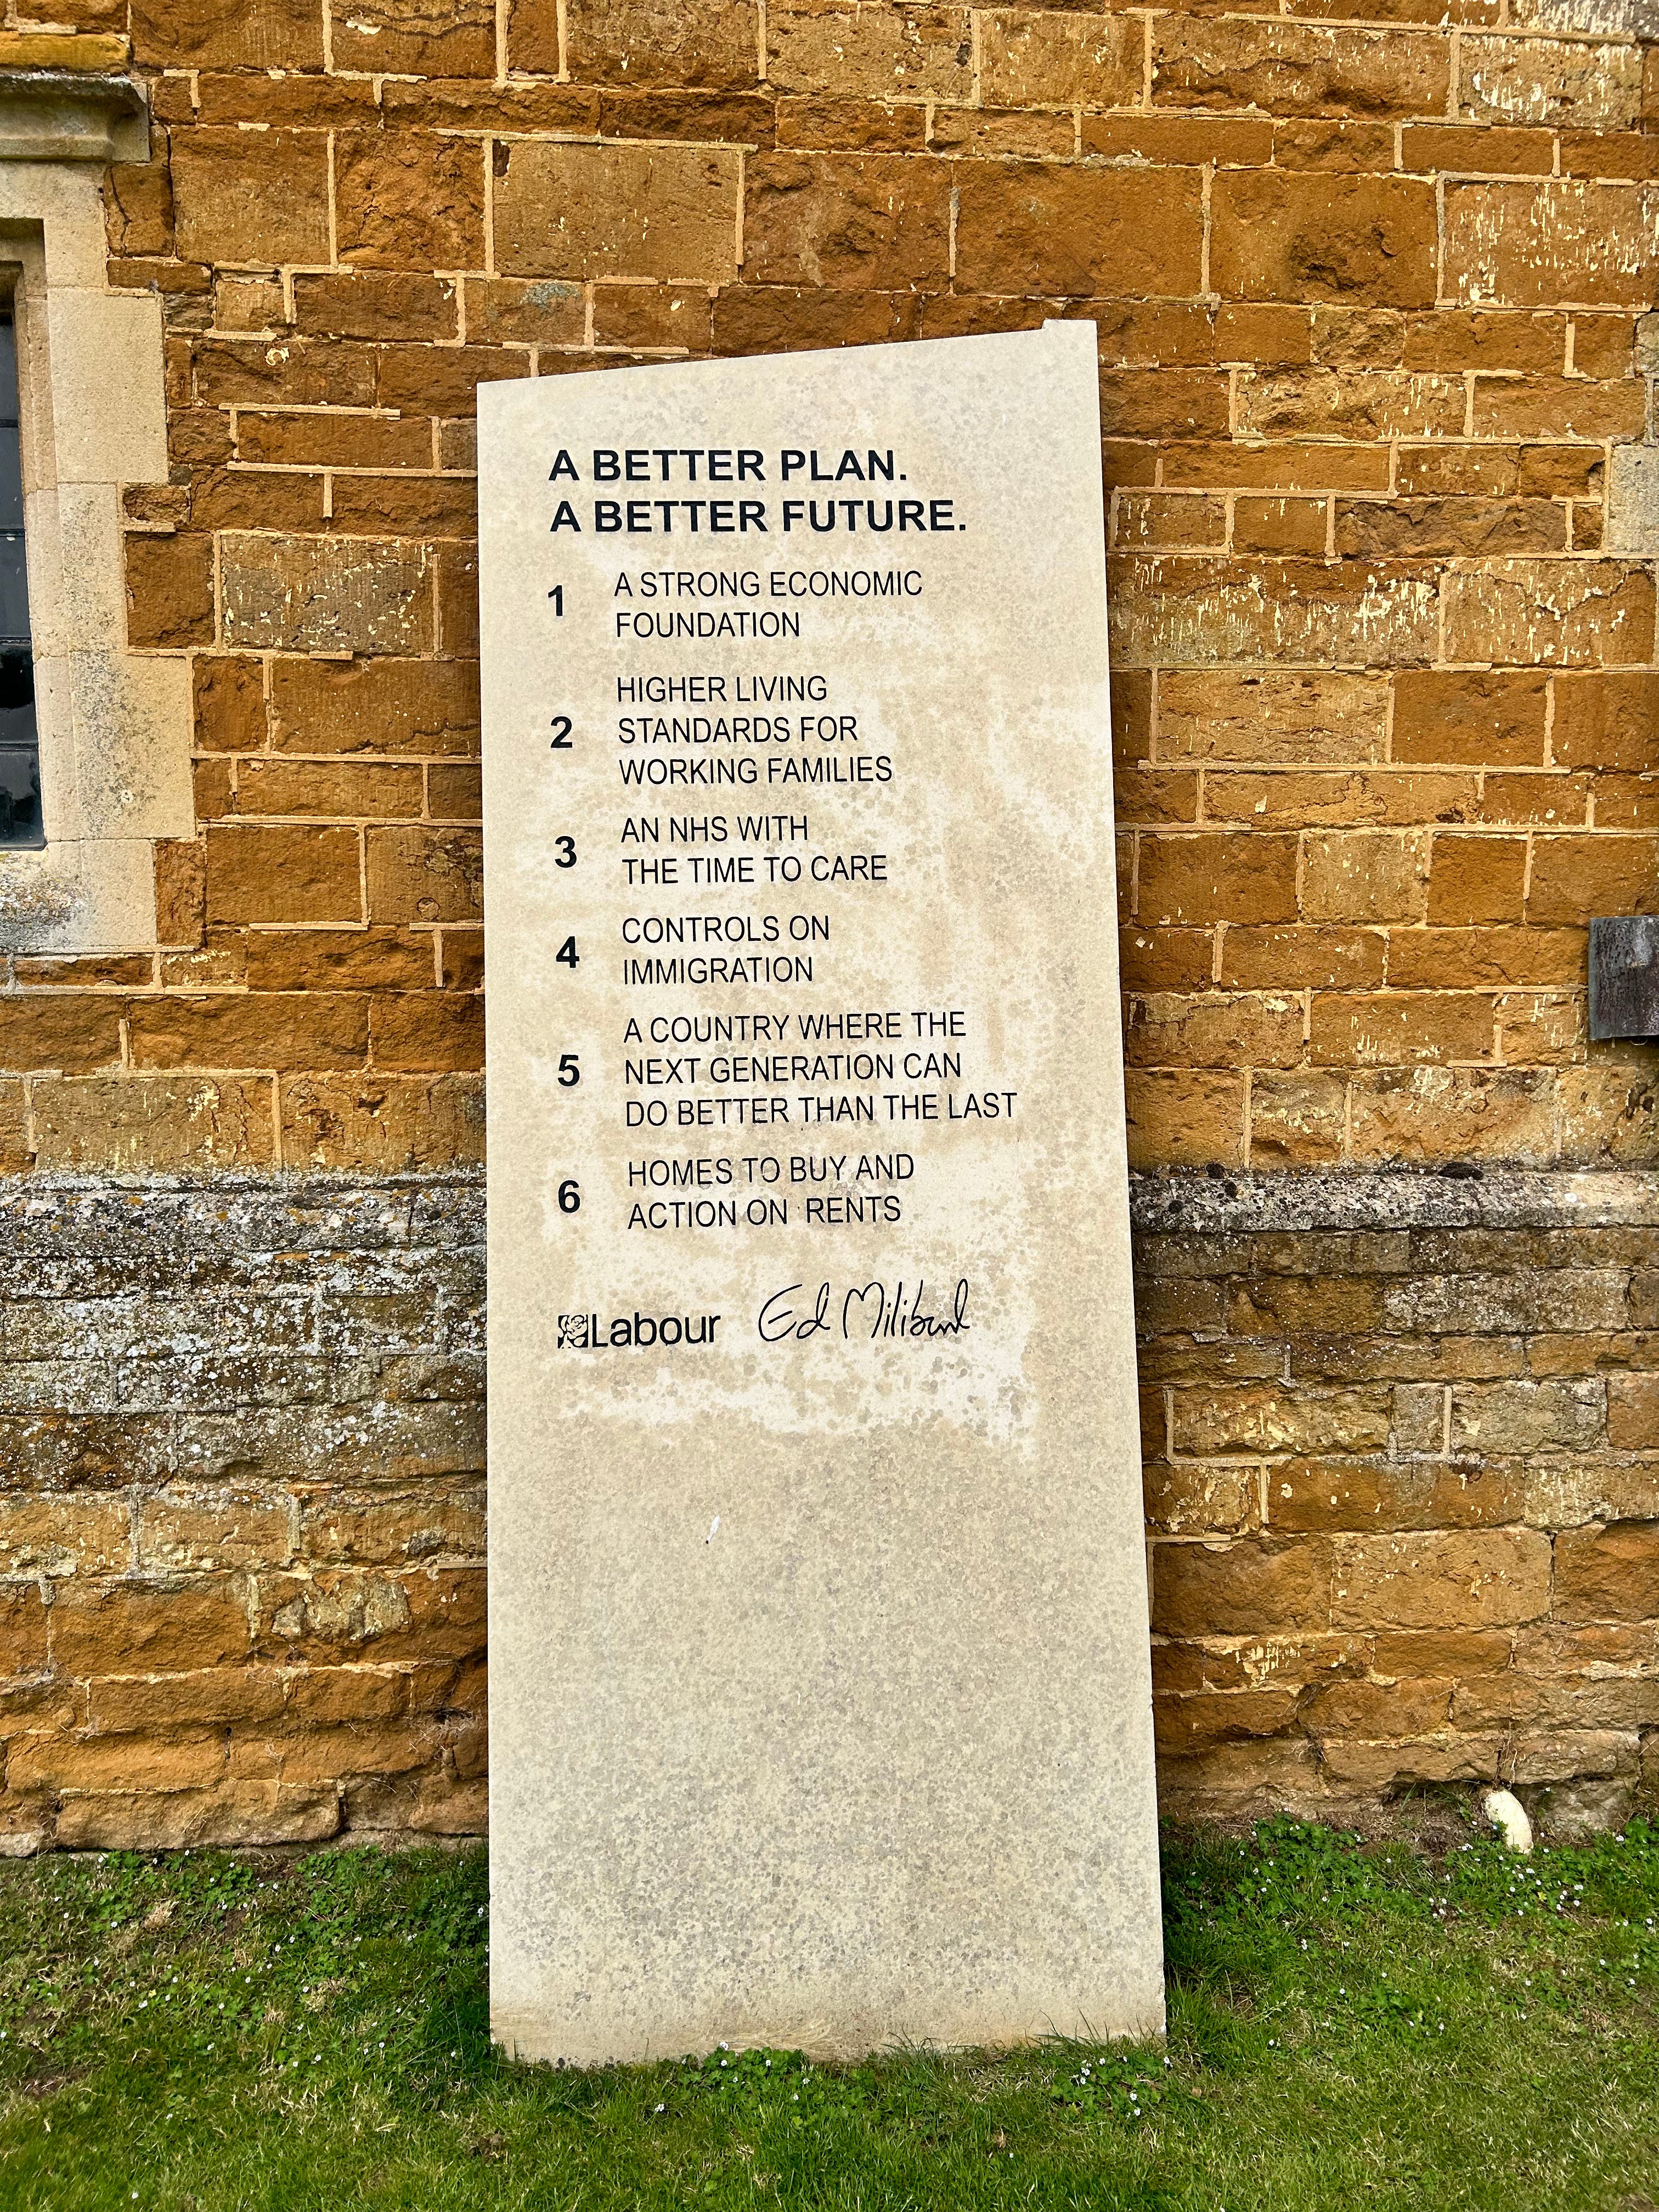 A BETTER PLAN.
A BETTER FUTURE.
1 A STRONG ECONOMIC
FOUNDATION
2 HIGHER LIVING
STANDARDS FOR
WORKING FAMILIES
3 AN NHS WITH
THE TIME TO CARE
4 CONTROLS ON
IMMIGRATION
5 A COUNTRY WHERE THE
NEXT GENERATION CAN
DO BETTER THAN THE LAST
6 HOMES TO BUY AND
ACTION ON RENTS
Labour Ed Miliband